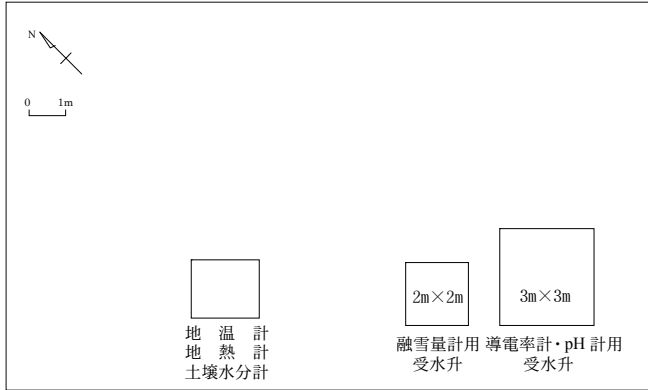 N
0 1m
2m×2m
3m×3m
地 温 計
地 熱 計
土壌水分計
融雪量計用
受水升
導電率計・pH 計用
受水升